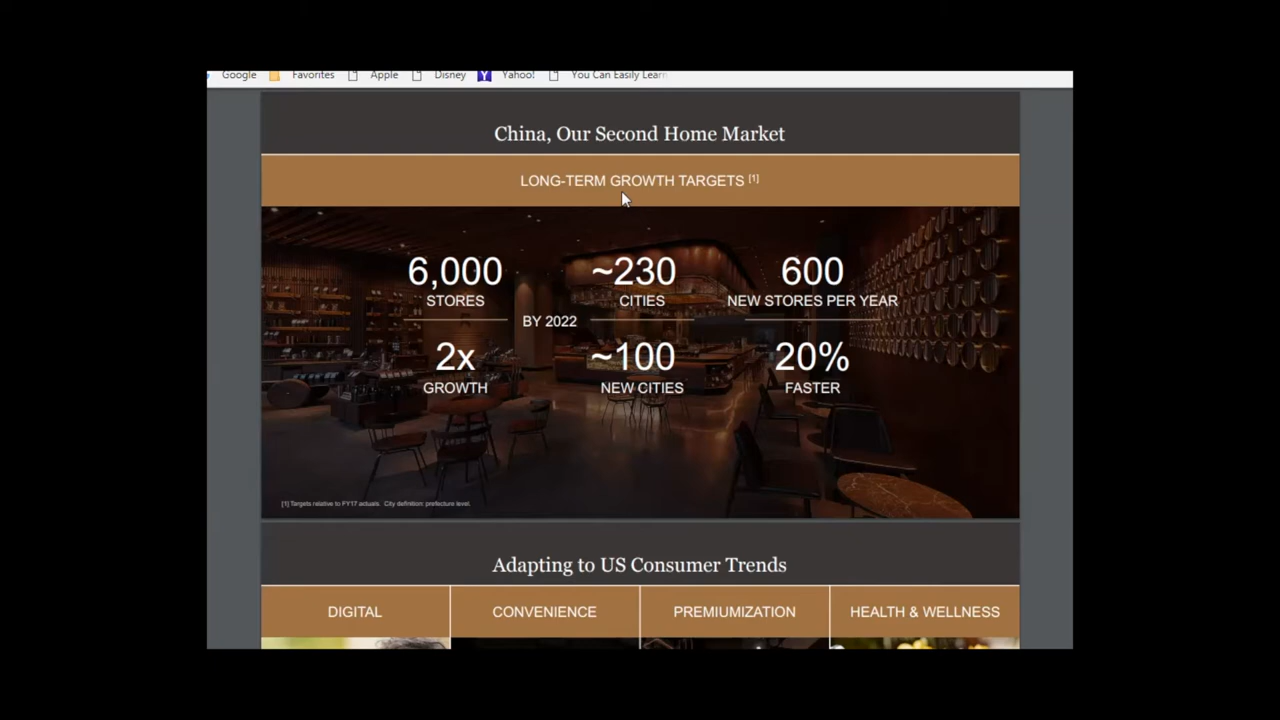 Google Favorites Apple Disney Yahoo! You Can Easily Learn
China, Our Second Home Market
LONG-TERM GROWTH TARGETS [1]
6,000 ~230 600
STORES CITIES NEW STORES PER YEAR
BY 2022
2x ~100 20%
GROWTH NEW CITIES FASTER
[1] Targets relative to FY17 actuals. City definition: prefecture level.
Adapting to US Consumer Trends
DIGITAL CONVENIENCE PREMIUMIZATION HEALTH & WELLNESS